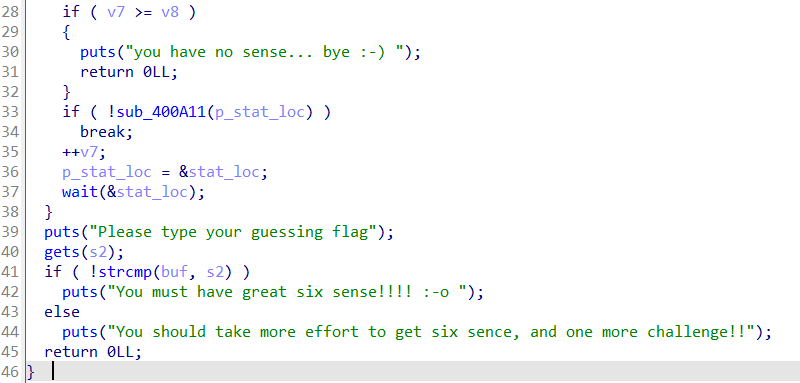 28 if ( v7 >= v8 )
29 {
30 puts("you have no sense... bye :-) ");
31 return 0LL;
32 }
33 if ( !sub_400A11(p_stat_loc) )
34 break;
35 ++v7;
36 p_stat_loc = &stat_loc;
37 wait(&stat_loc);
38 }
39 puts("Please type your guessing flag");
40 gets(s2);
41 if ( !strcmp(buf, s2) )
42 puts("You must have great six sense!!!! :-o ");
43 else
44 puts("You should take more effort to get six sence, and one more challenge!!");
45 return 0LL;
46 }